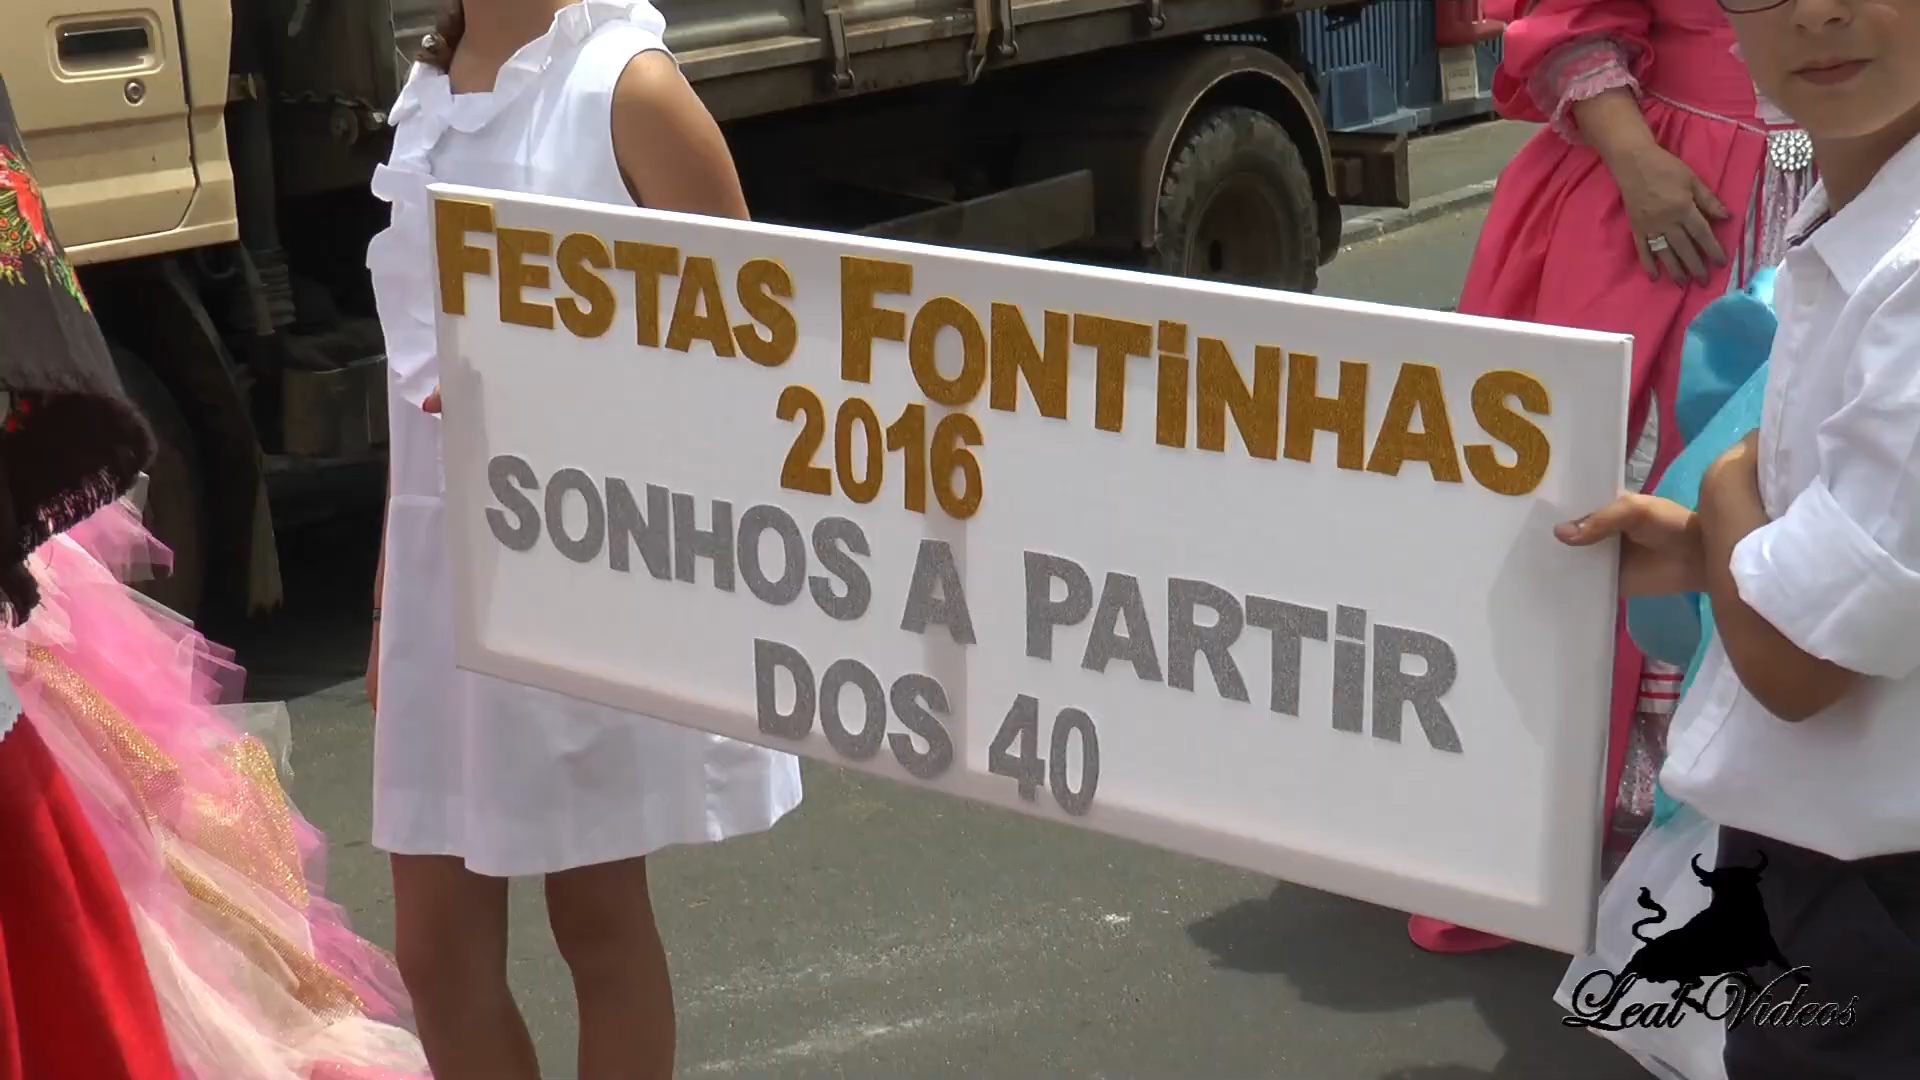 FESTAS FONTiNHAS
2016
SONHOS A PARTiR
DOS 40
Leal Videos